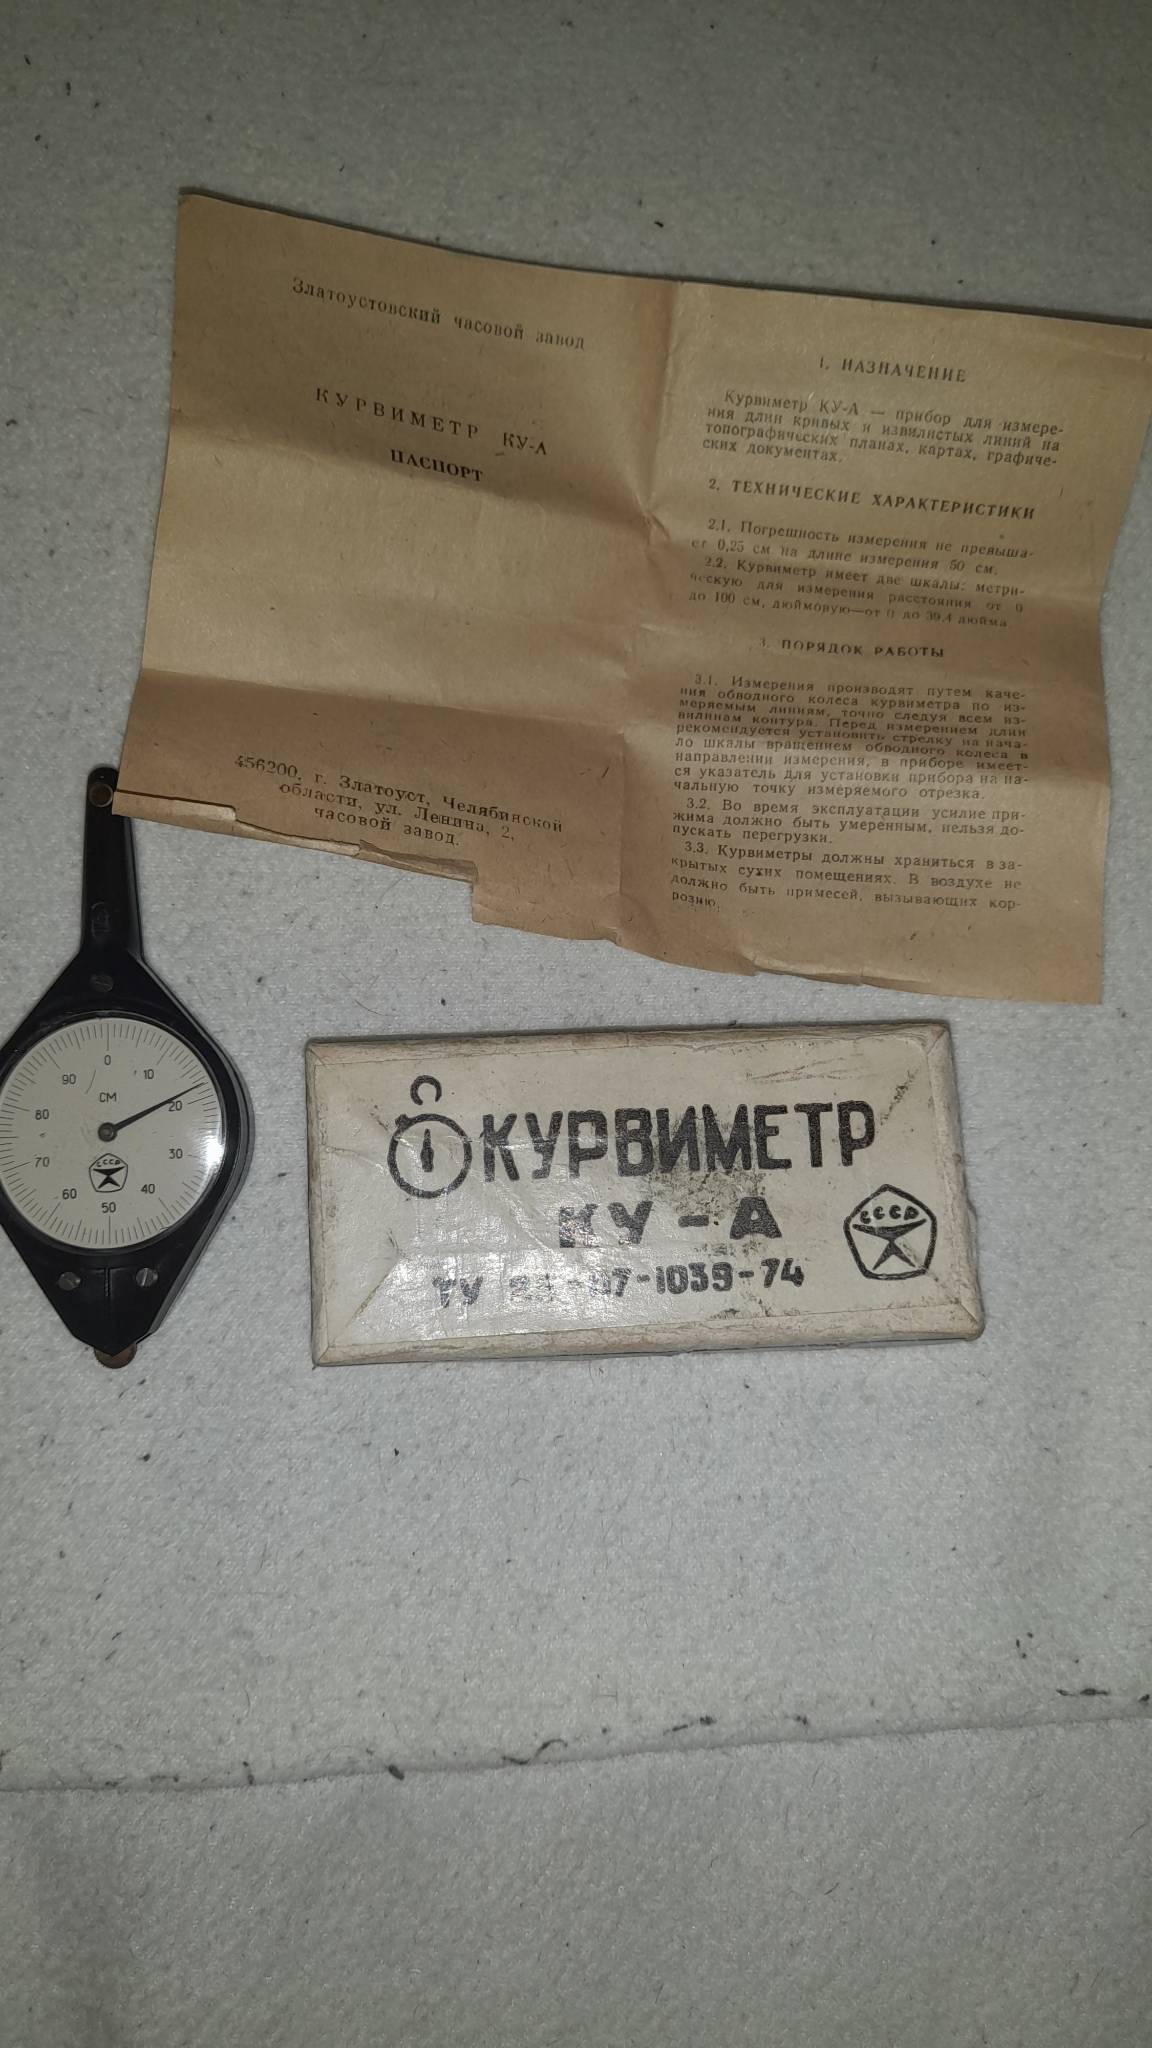 Златоустовский часовой завод
КУРВИМЕТР КУ-А
ПАСПОРТ
456200, г. Златоуст, Челябинской
области, ул. Ленина, 2,
часовой завод.
1. НАЗНАЧЕНИЕ
Курвиметр КУ-А — прибор для измере-
ния длин кривых и извилистых линий на
топографических планах, картах, графиче-
ских документах.
2. ТЕХНИЧЕСКИЕ ХАРАКТЕРИСТИКИ
2.1. Погрешность измерения не превыша-
ет 0,25 см на длине измерения 50 см.
2.2. Курвиметр имеет две шкалы: метри-
ческую для измерения расстояния от 0
до 100 см, дюймовую—от 0 до 39,4 дюйма
3. ПОРЯДОК РАБОТЫ
3.1. Измерения производят путем каче-
ния обводного колеса курвиметра по из-
меряемым линиям, точно следуя всем из-
вилинам контура. Перед измерением длин
рекомендуется установить стрелку на нача-
ло шкалы вращением обводного колеса в
направлении измерения, в приборе имеет-
ся указатель для установки прибора на на-
чальную точку измеряемого отрезка.
3.2. Во время эксплуатации усилие при-
жима должно быть умеренным, нельзя до-
пускать перегрузки.
3.3. Курвиметры должны храниться в за-
крытых сухих помещениях. В воздухе не
должно быть примесей, вызывающих кор-
розию.
0
10
20
30
40
50
60
70
80
90
СМ
СССР
КУРВИМЕТР
КУ-А
ТУ -07-1039-74
СССР